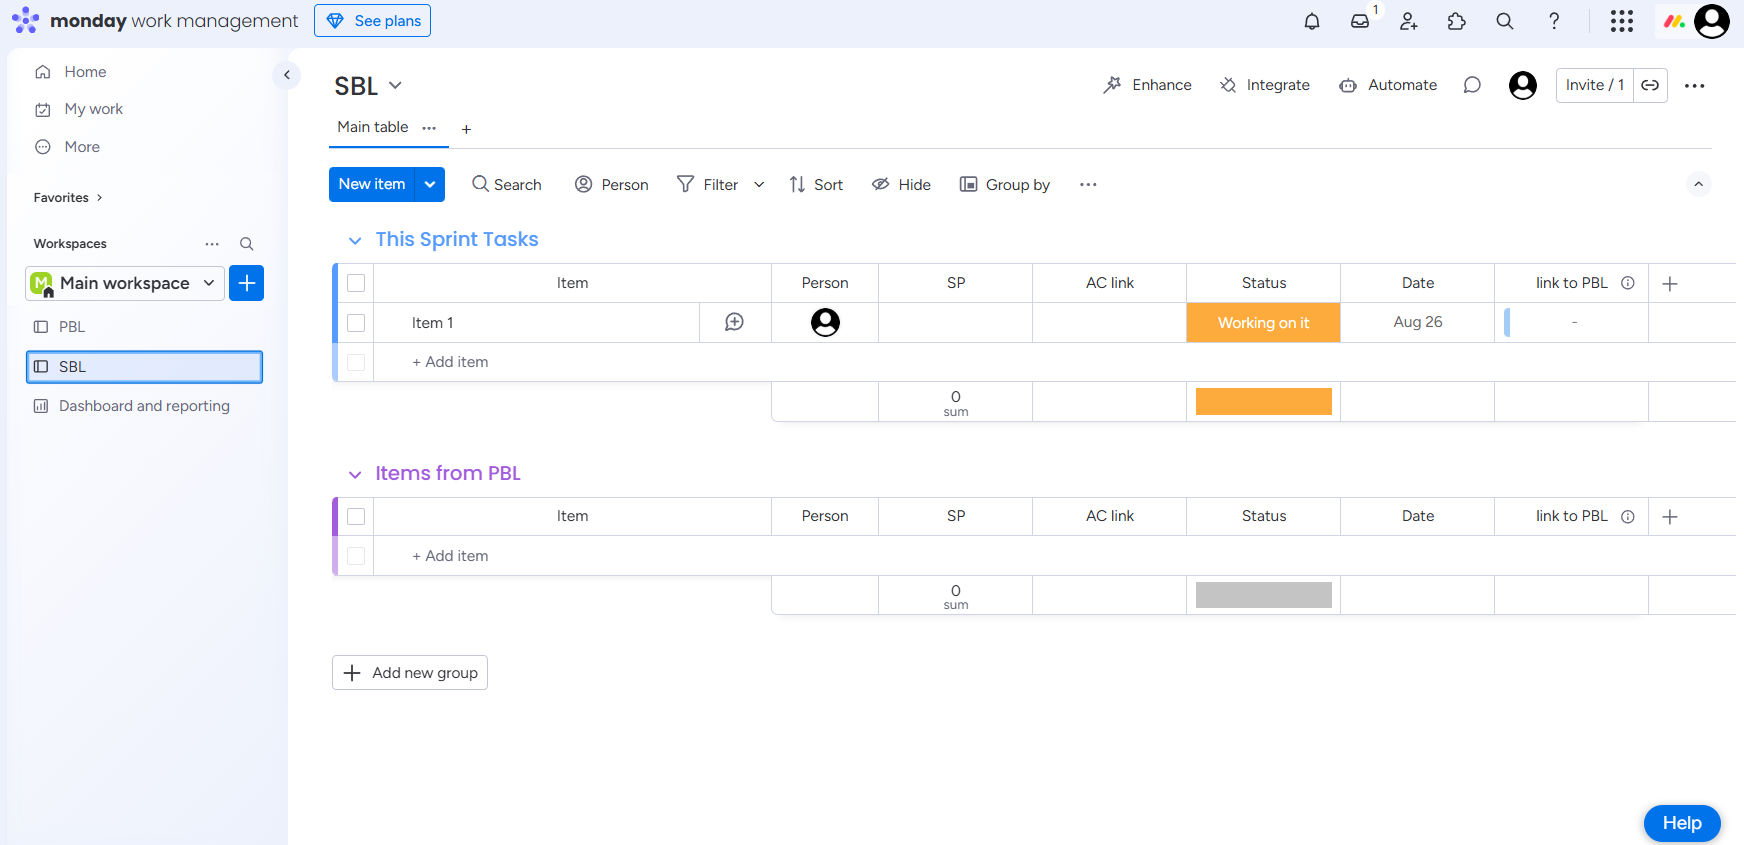 monday work management
See plans
1
Home
My work
More
Favorites
Workspaces
M
Main workspace
PBL
SBL
Dashboard and reporting
SBL
Enhance
Integrate
Automate
Invite / 1
Main table
New item
Search
Person
Filter
Sort
Hide
Group by
This Sprint Tasks
Item Person SP AC link Status Date link to PBL
Item 1 Working on it Aug 26 -
+ Add item
0
sum
Items from PBL
Item Person SP AC link Status Date link to PBL
+ Add item
0
sum
Add new group
Help